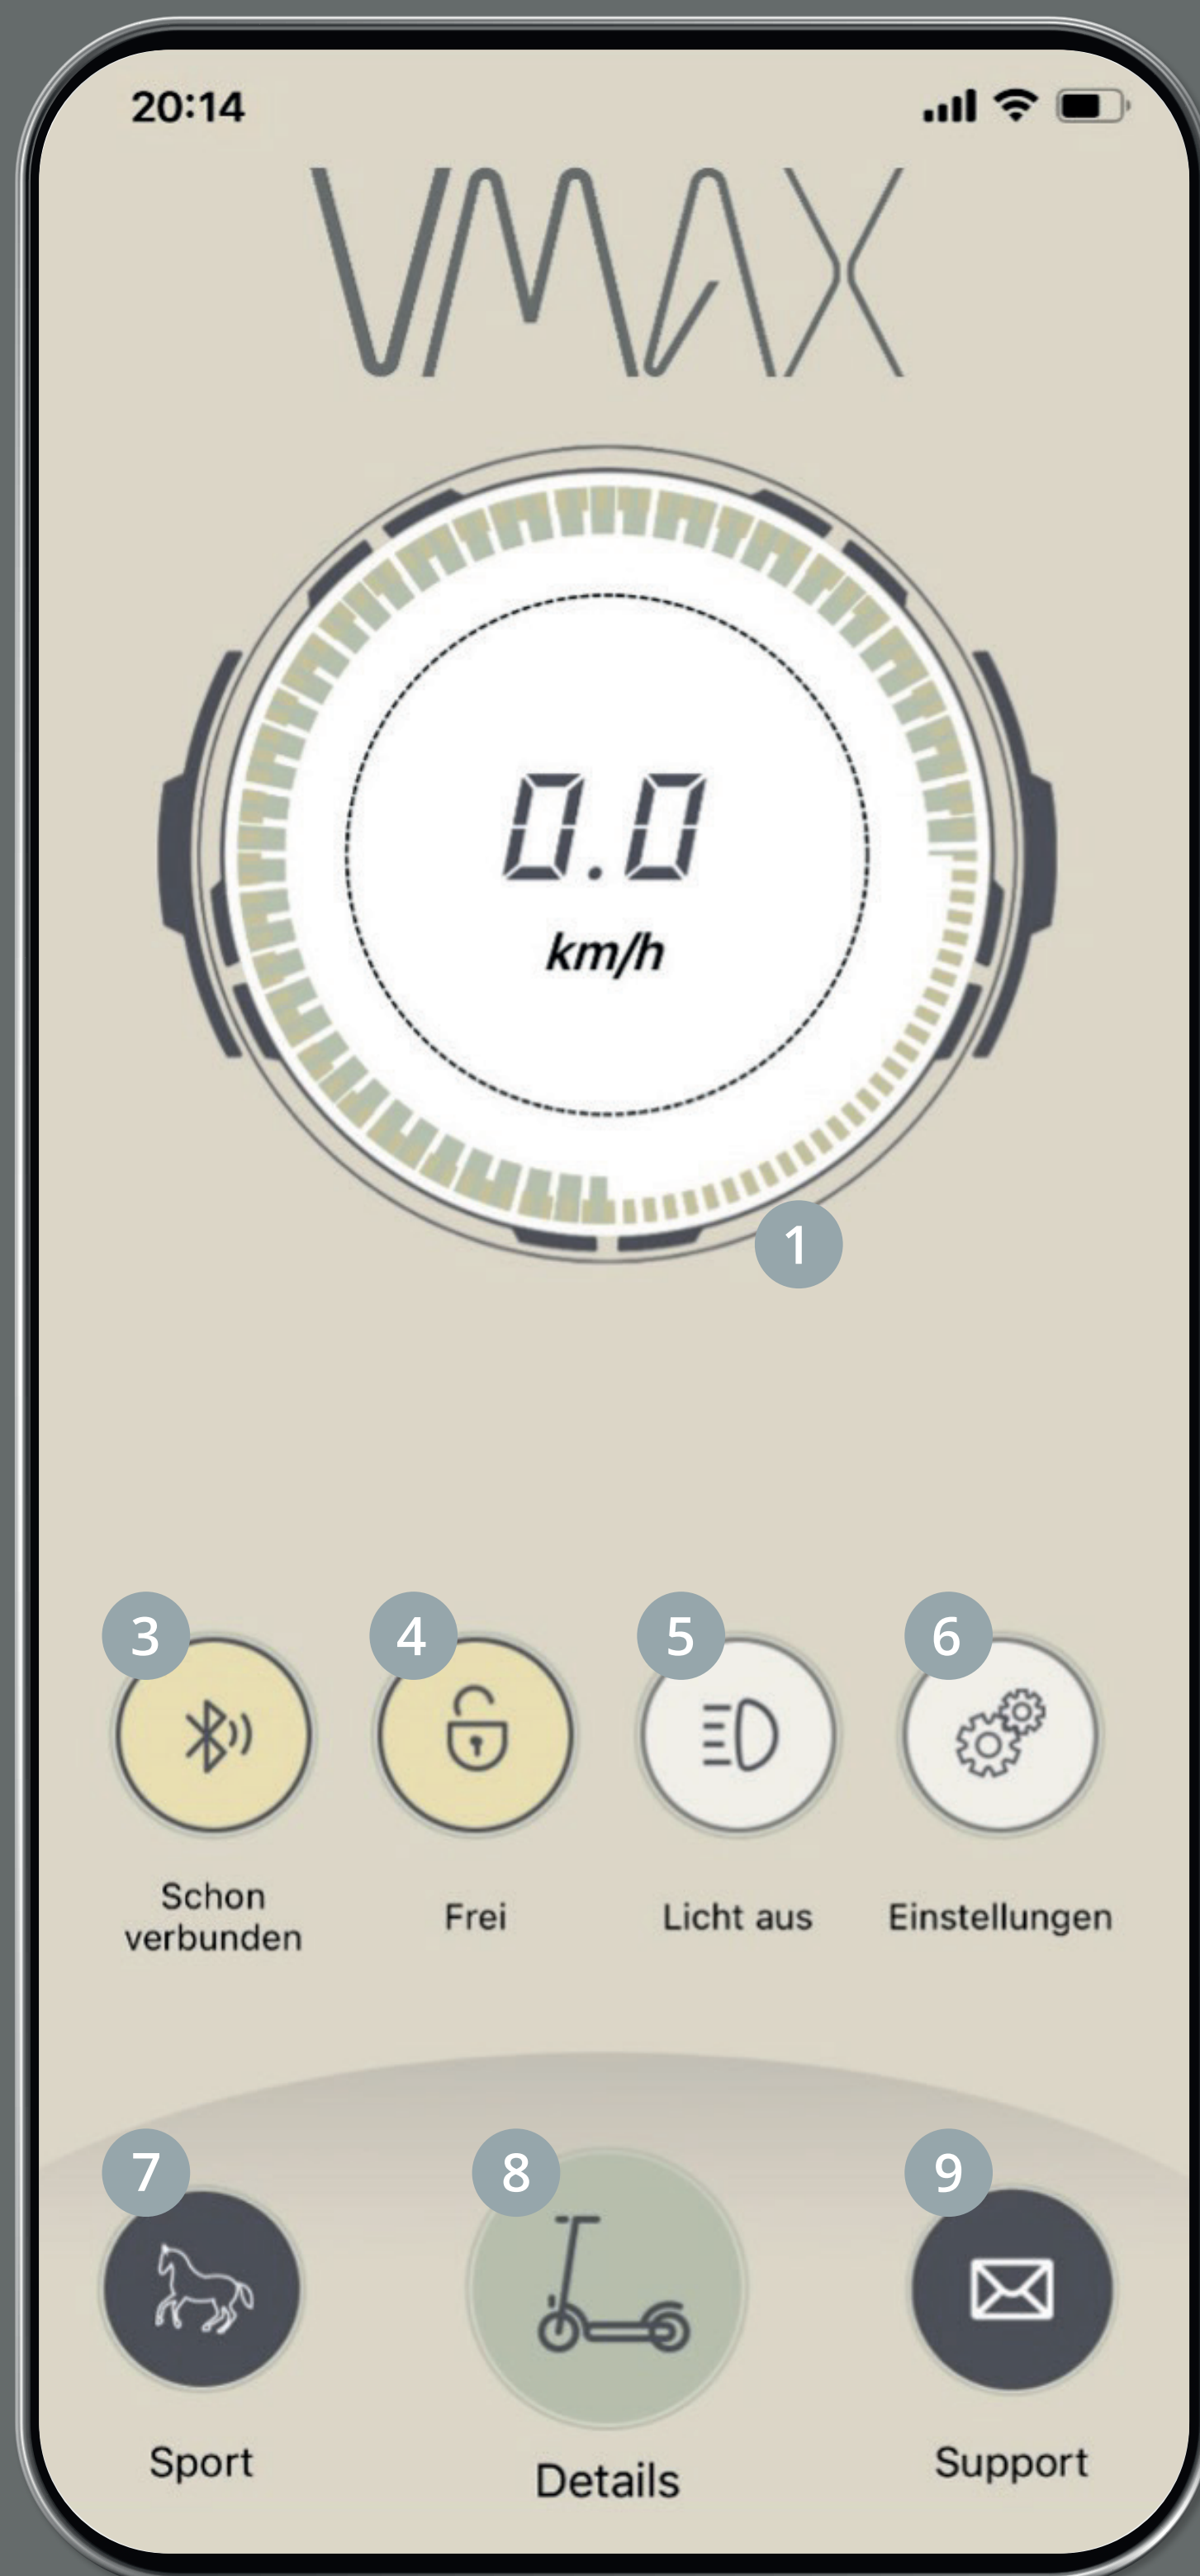 20:14
VMAX
0.0
km/h
1
3
4
5
6
Schon
verbunden
Frei
Licht aus
Einstellungen
7
8
9
Sport
Details
Support